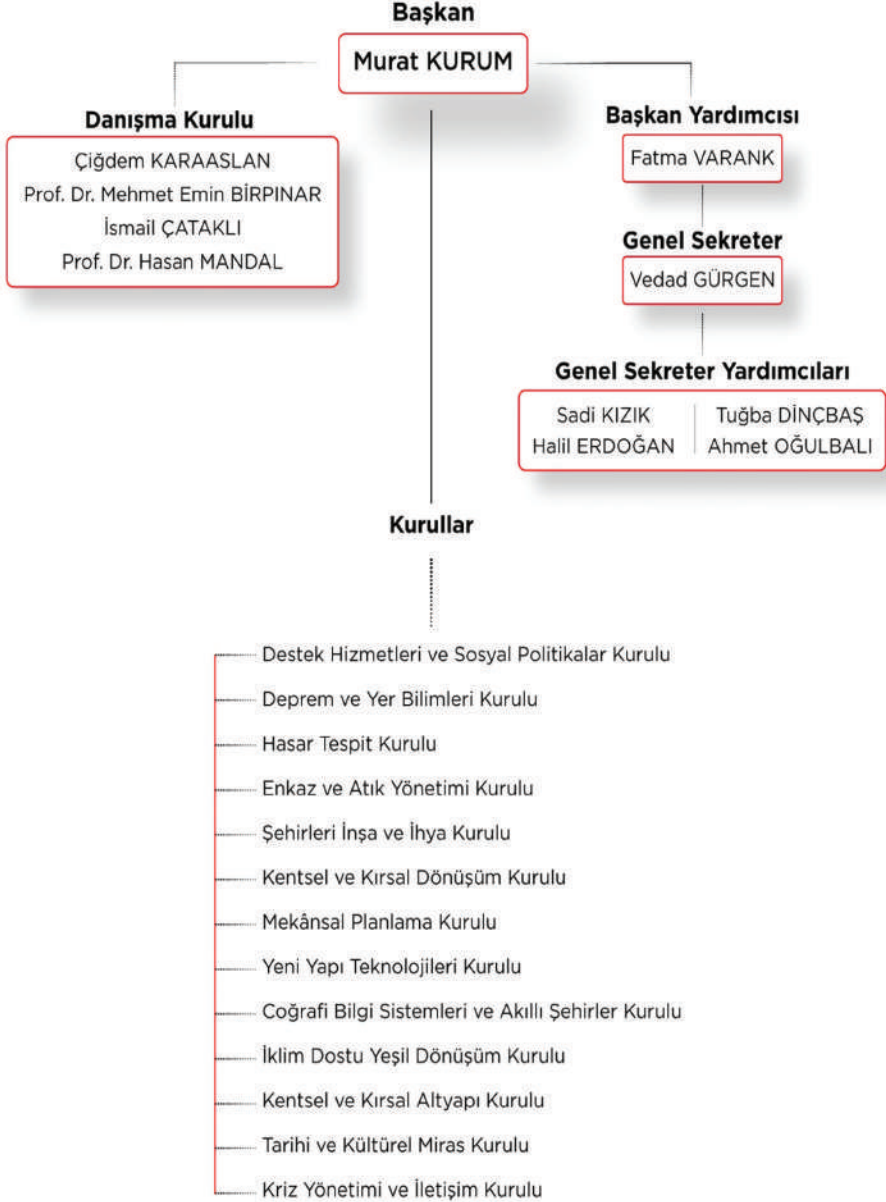 Başkan
Murat KURUM
Danışma Kurulu
Çiğdem KARAASLAN
Prof. Dr. Mehmet Emin BİRPINAR
İsmail ÇATAKLI
Prof. Dr. Hasan MANDAL
Başkan Yardımcısı
Fatma VARANK
Genel Sekreter
Vedad GÜRGEN
Genel Sekreter Yardımcıları
Sadi KIZIK
Halil ERDOĞAN
Tuğba DİNÇBAŞ
Ahmet OĞULBALI
Kurullar
Destek Hizmetleri ve Sosyal Politikalar Kurulu
Deprem ve Yer Bilimleri Kurulu
Hasar Tespit Kurulu
Enkaz ve Atık Yönetimi Kurulu
Şehirleri İnşa ve İhya Kurulu
Kentsel ve Kırsal Dönüşüm Kurulu
Mekânsal Planlama Kurulu
Yeni Yapı Teknolojileri Kurulu
Coğrafi Bilgi Sistemleri ve Akıllı Şehirler Kurulu
İklim Dostu Yeşil Dönüşüm Kurulu
Kentsel ve Kırsal Altyapı Kurulu
Tarihi ve Kültürel Miras Kurulu
Kriz Yönetimi ve İletişim Kurulu